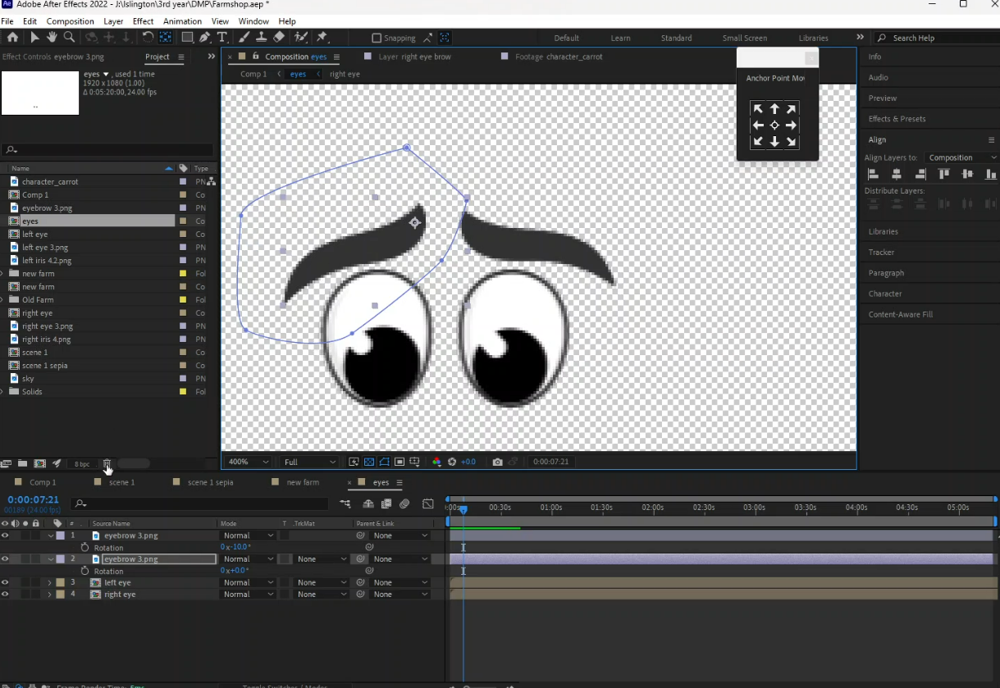 Ae Adobe After Effects 2022 - J:\Islington\3rd year\DMP\Farmshop.aep *
File Edit Composition Layer Effect Animation View Window Help
Snapping Default Learn Standard Small Screen Libraries » Search Help
Effect Controls eyebrow 3.png Project »
Composition eyes
Layer right eye brow
Footage character_carrot
Comp 1 eyes right eye
eyes ▼, used 1 time
1920 x 1080 (1.00)
Δ 0:05:20:00, 24.00 fps
Anchor Point Mov
Info
Audio
Preview
Effects & Presets
Align
Align Layers to: Composition
Distribute Layers:
Libraries
Tracker
Paragraph
Character
Content-Aware Fill
Name Type
character_carrot PN
Comp 1 Co
eyebrow 3.png PN
eyes Co
left eye Co
left eye 3.png PN
left iris 4.2.png PN
new farm Fol
new farm Co
Old Farm Fol
right eye Co
right eye 3.png PN
right iris 4.png PN
scene 1 Co
scene 1 sepia Co
sky PN
Solids Fol
8 bpc
400% Full +0.0 0:00:07:21
Comp 1 scene 1 scene 1 sepia new farm eyes
0:00:07:21
00189 (24.00 fps)
:00s 00:30s 01:00s 01:30s 02:00s 02:30s 03:00s 03:30s 04:00s 04:30s 05:00s
# Source Name Mode T .TrkMat Parent & Link
1 eyebrow 3.png Normal None
Rotation 0x-10.0°
2 eyebrow 3.png Normal None None
Rotation 0x+0.0°
3 left eye Normal None None
4 right eye Normal None None
Frame Render Time 5ms Toggle Switches / Modes